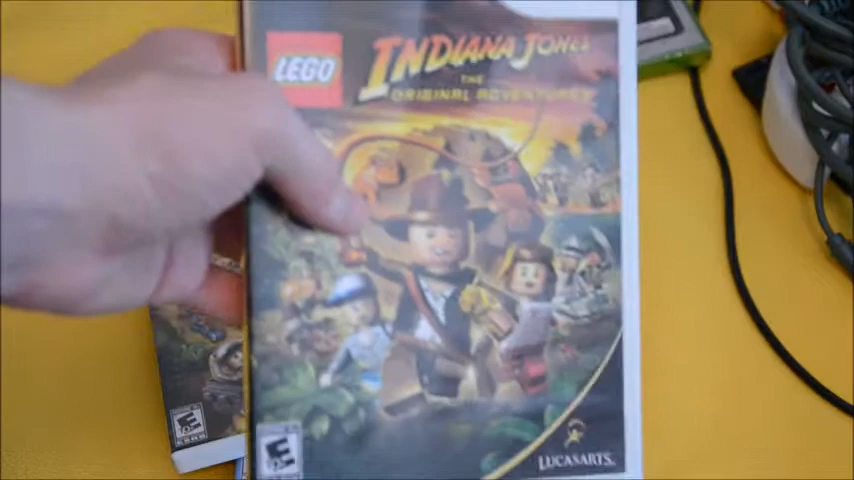 LEGO
INDIANA JONES
THE
ORIGINAL ADVENTURES
E
E
LUCASARTS